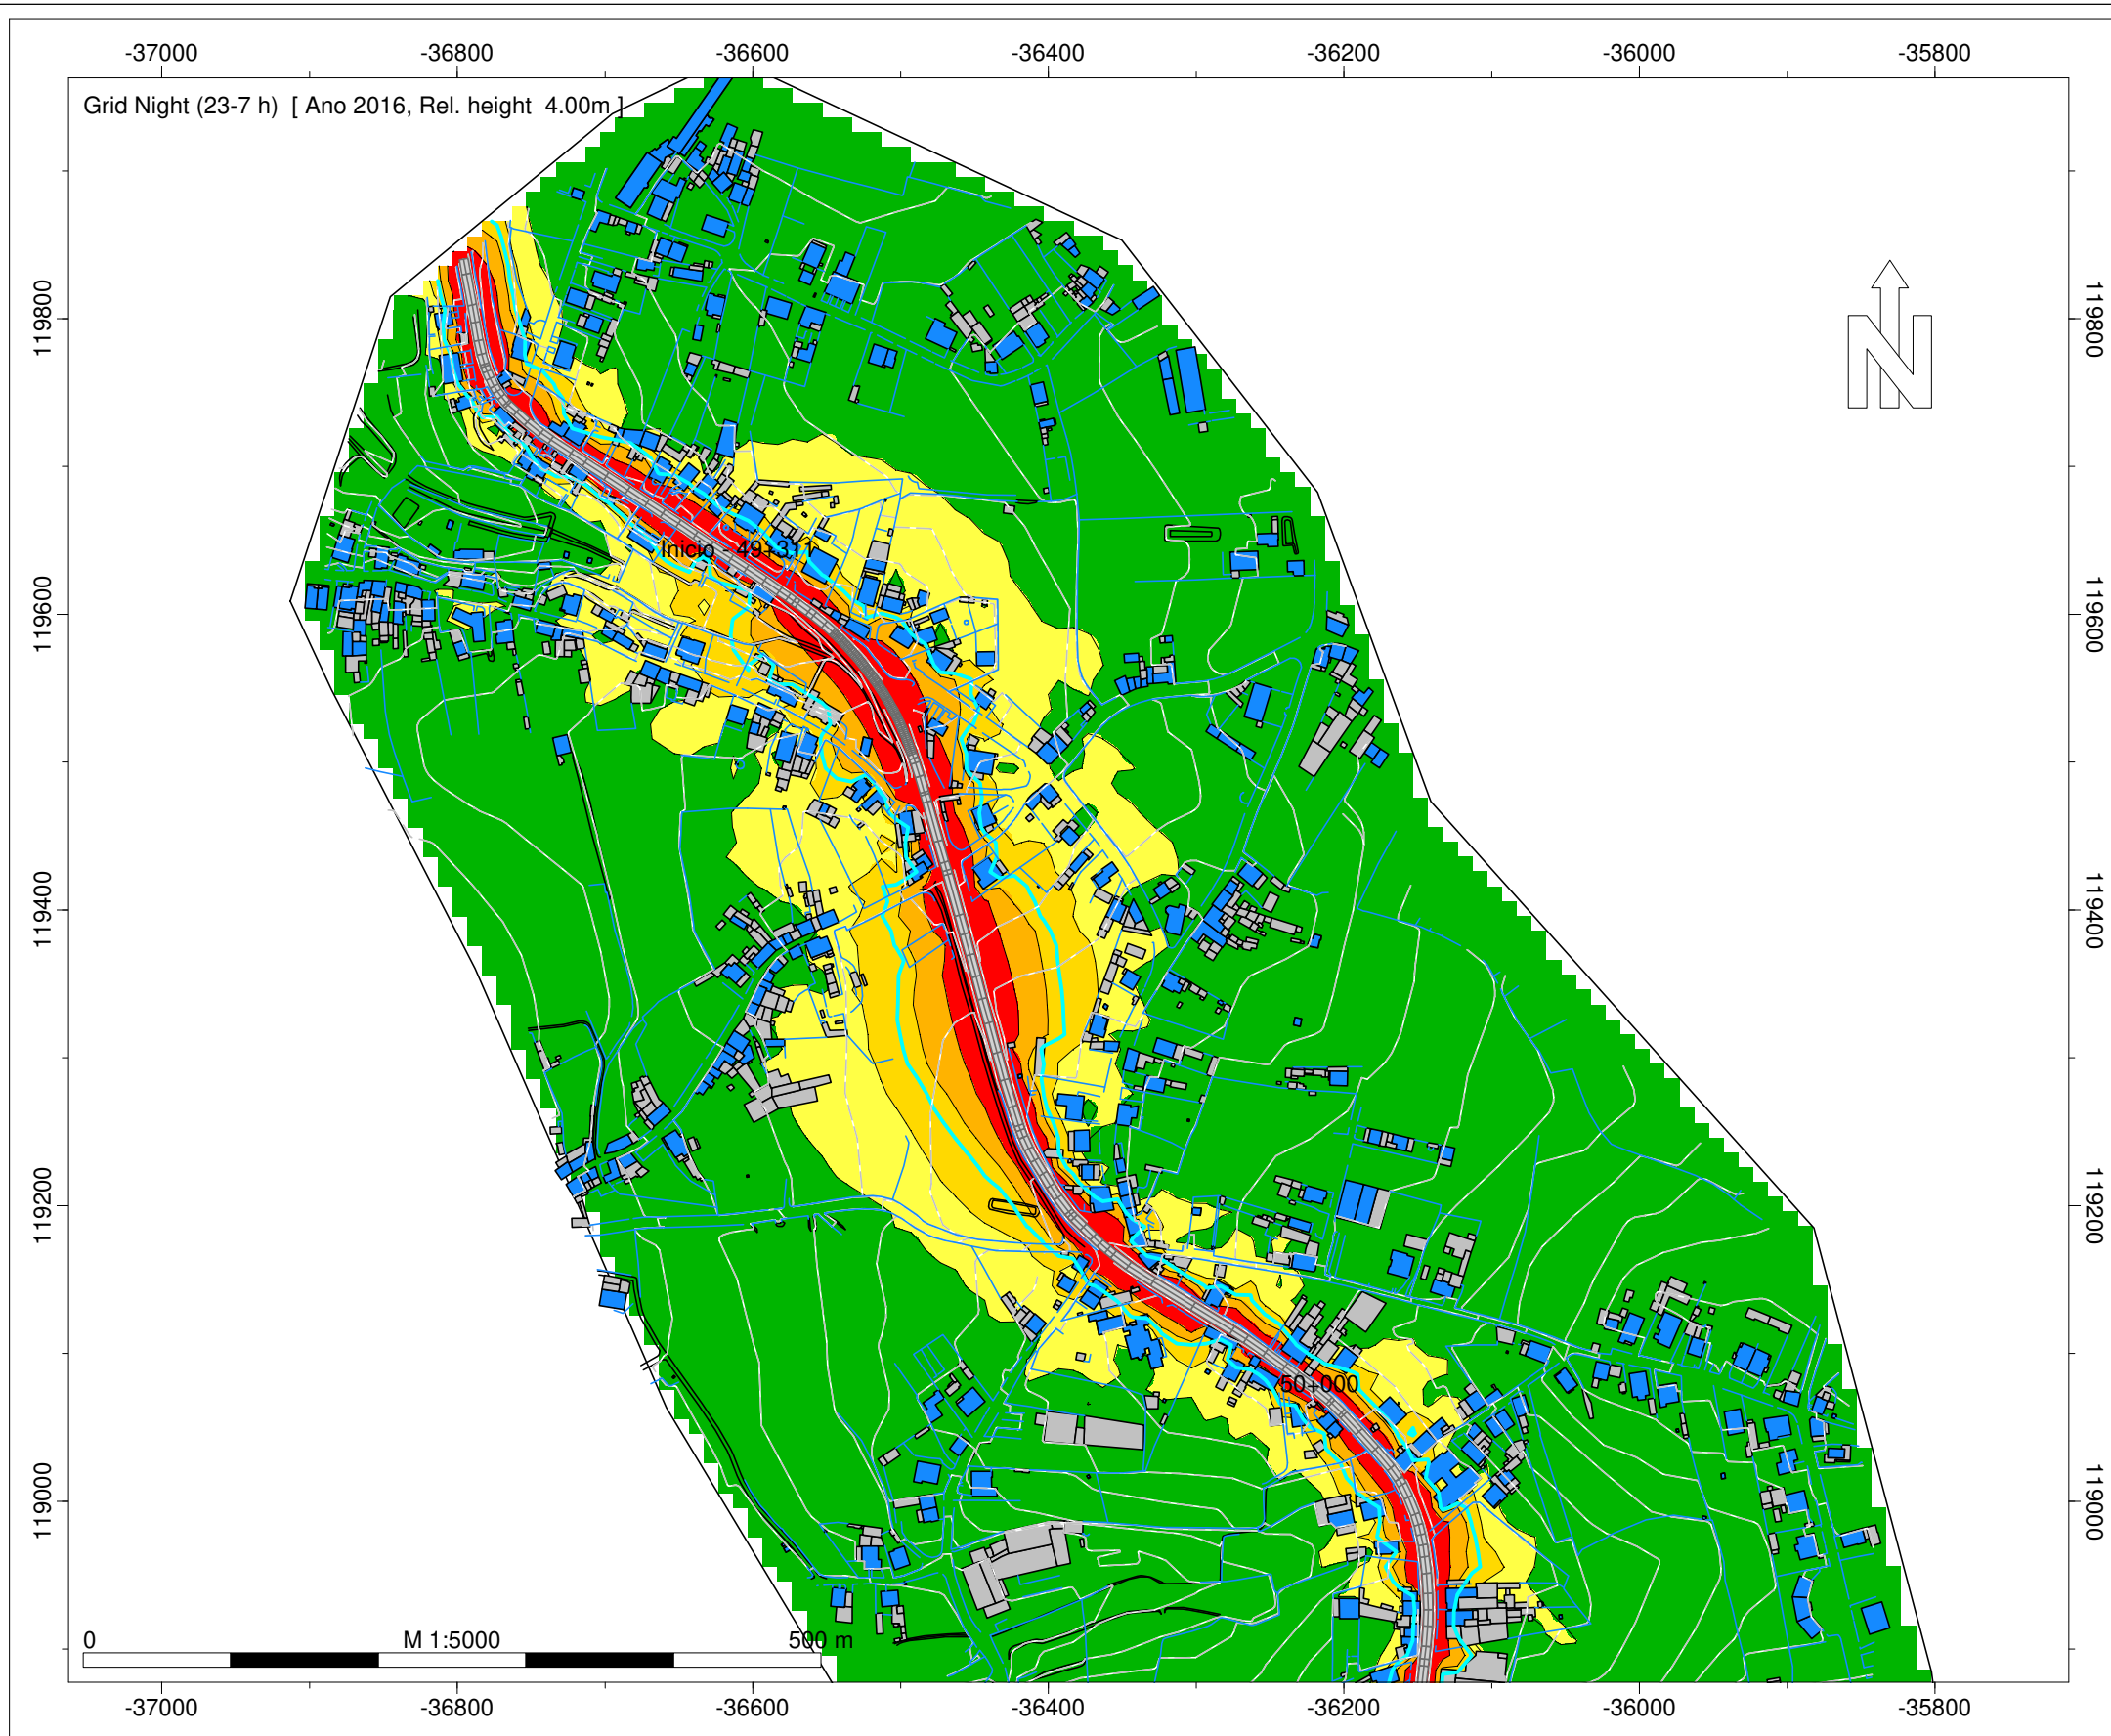 -37000 -36800 -36600 -36400 -36200 -36000 -35800
Grid Night (23-7 h) [ Ano 2016, Rel. height 4.00m ]
119800 119800
N
Inicio - 49+311
119600 119600
119400 119400
119200 119200
50+000
119000 119000
0 M 1:5000 500 m
-37000 -36800 -36600 -36400 -36200 -36000 -35800